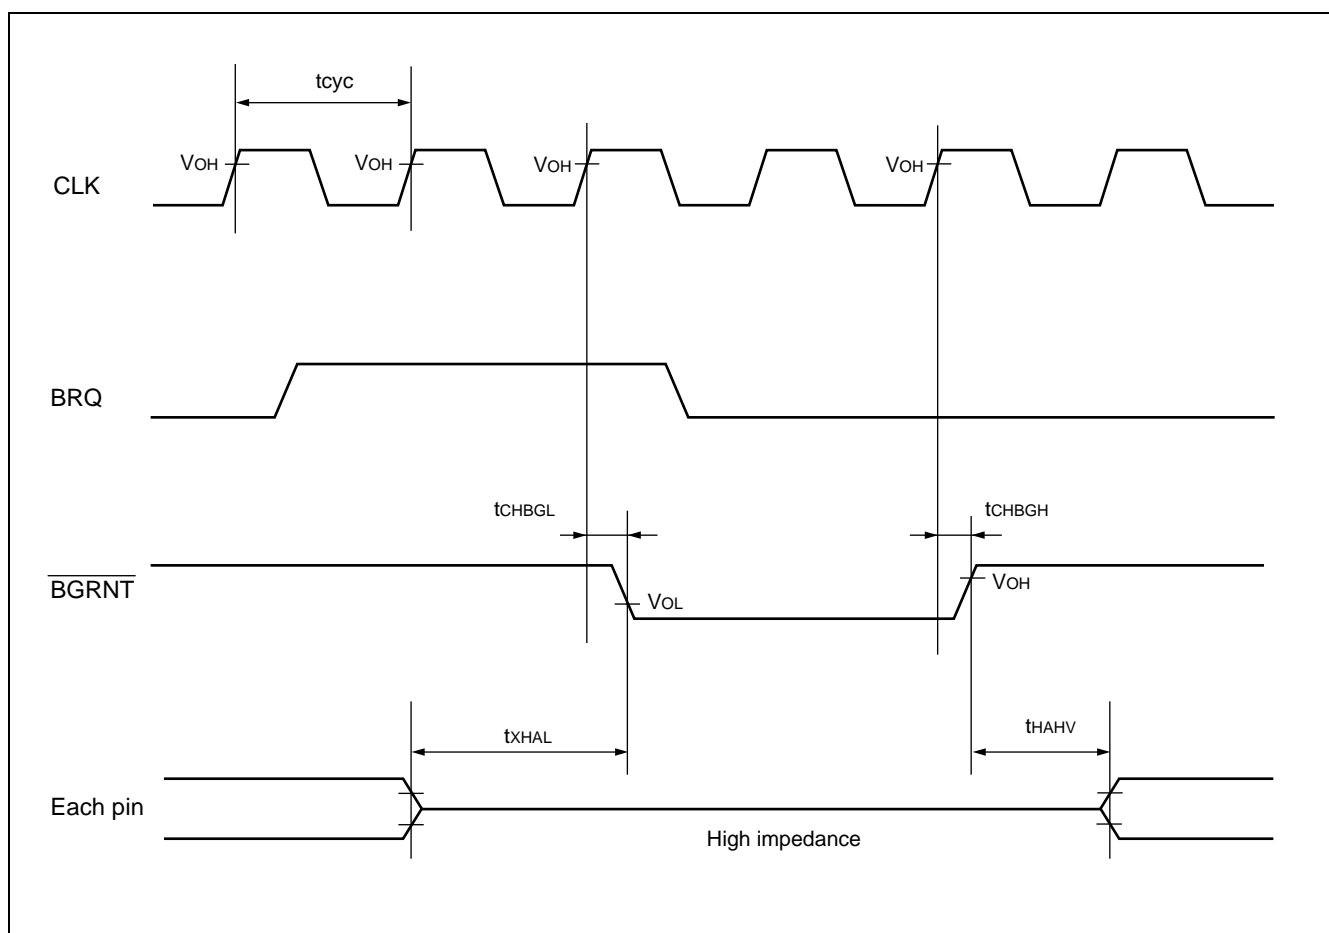 tCYC
VOH VOH VOH VOH
CLK
BRQ
tCHBGL tCHBGH
BGRNT
VOL
VOH
tXHAL tHAHV
Each pin
High impedance